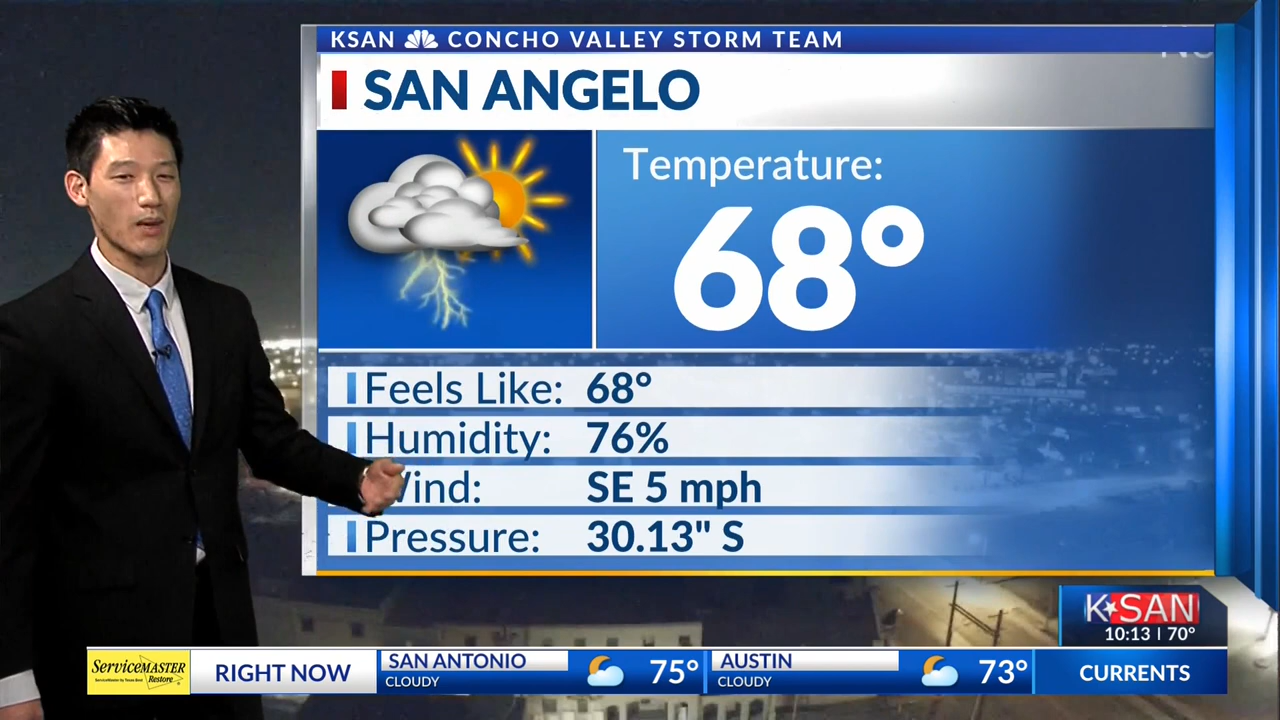 KSAN CONCHO VALLEY STORM TEAM
SAN ANGELO
Temperature:
68°
Feels Like: 68°
Humidity: 76%
Wind: SE 5 mph
Pressure: 30.13" S
KSAN
10:13 | 70°
ServiceMASTER
Restore
RIGHT NOW
SAN ANTONIO
CLOUDY
75°
AUSTIN
CLOUDY
73°
CURRENTS